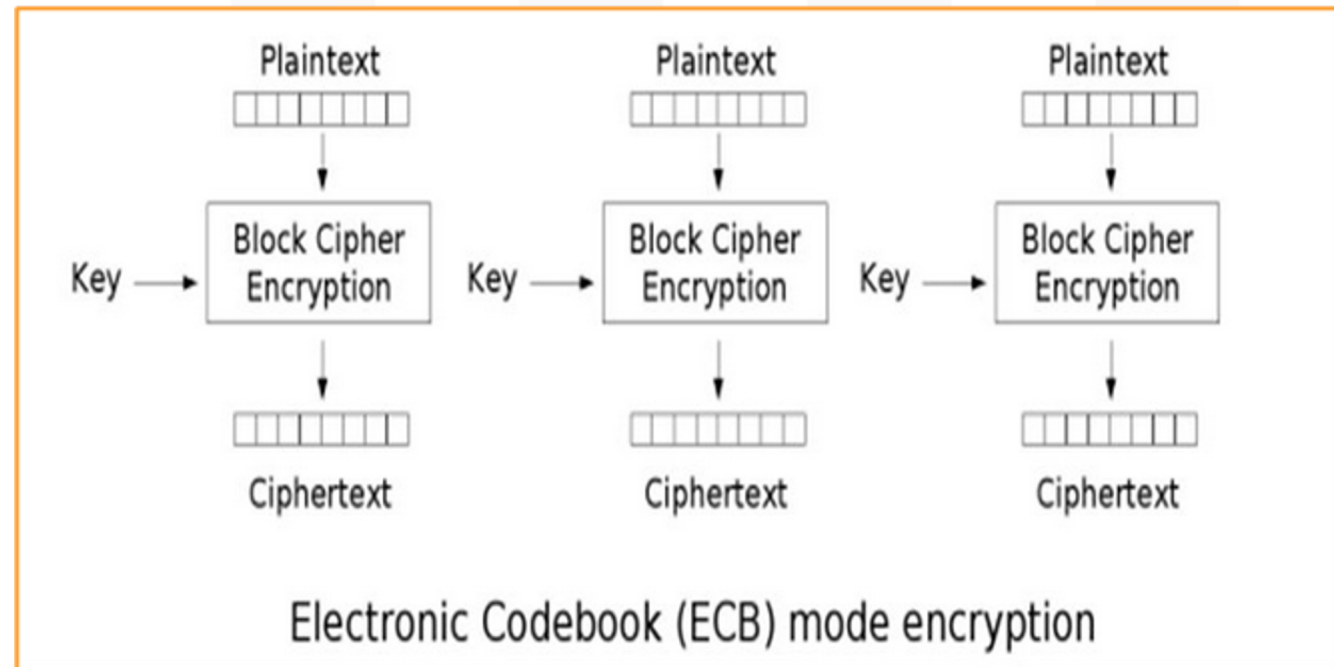 Plaintext
Plaintext
Plaintext
Key
Block Cipher
Encryption
Key
Block Cipher
Encryption
Key
Block Cipher
Encryption
Ciphertext
Ciphertext
Ciphertext
Electronic Codebook (ECB) mode encryption